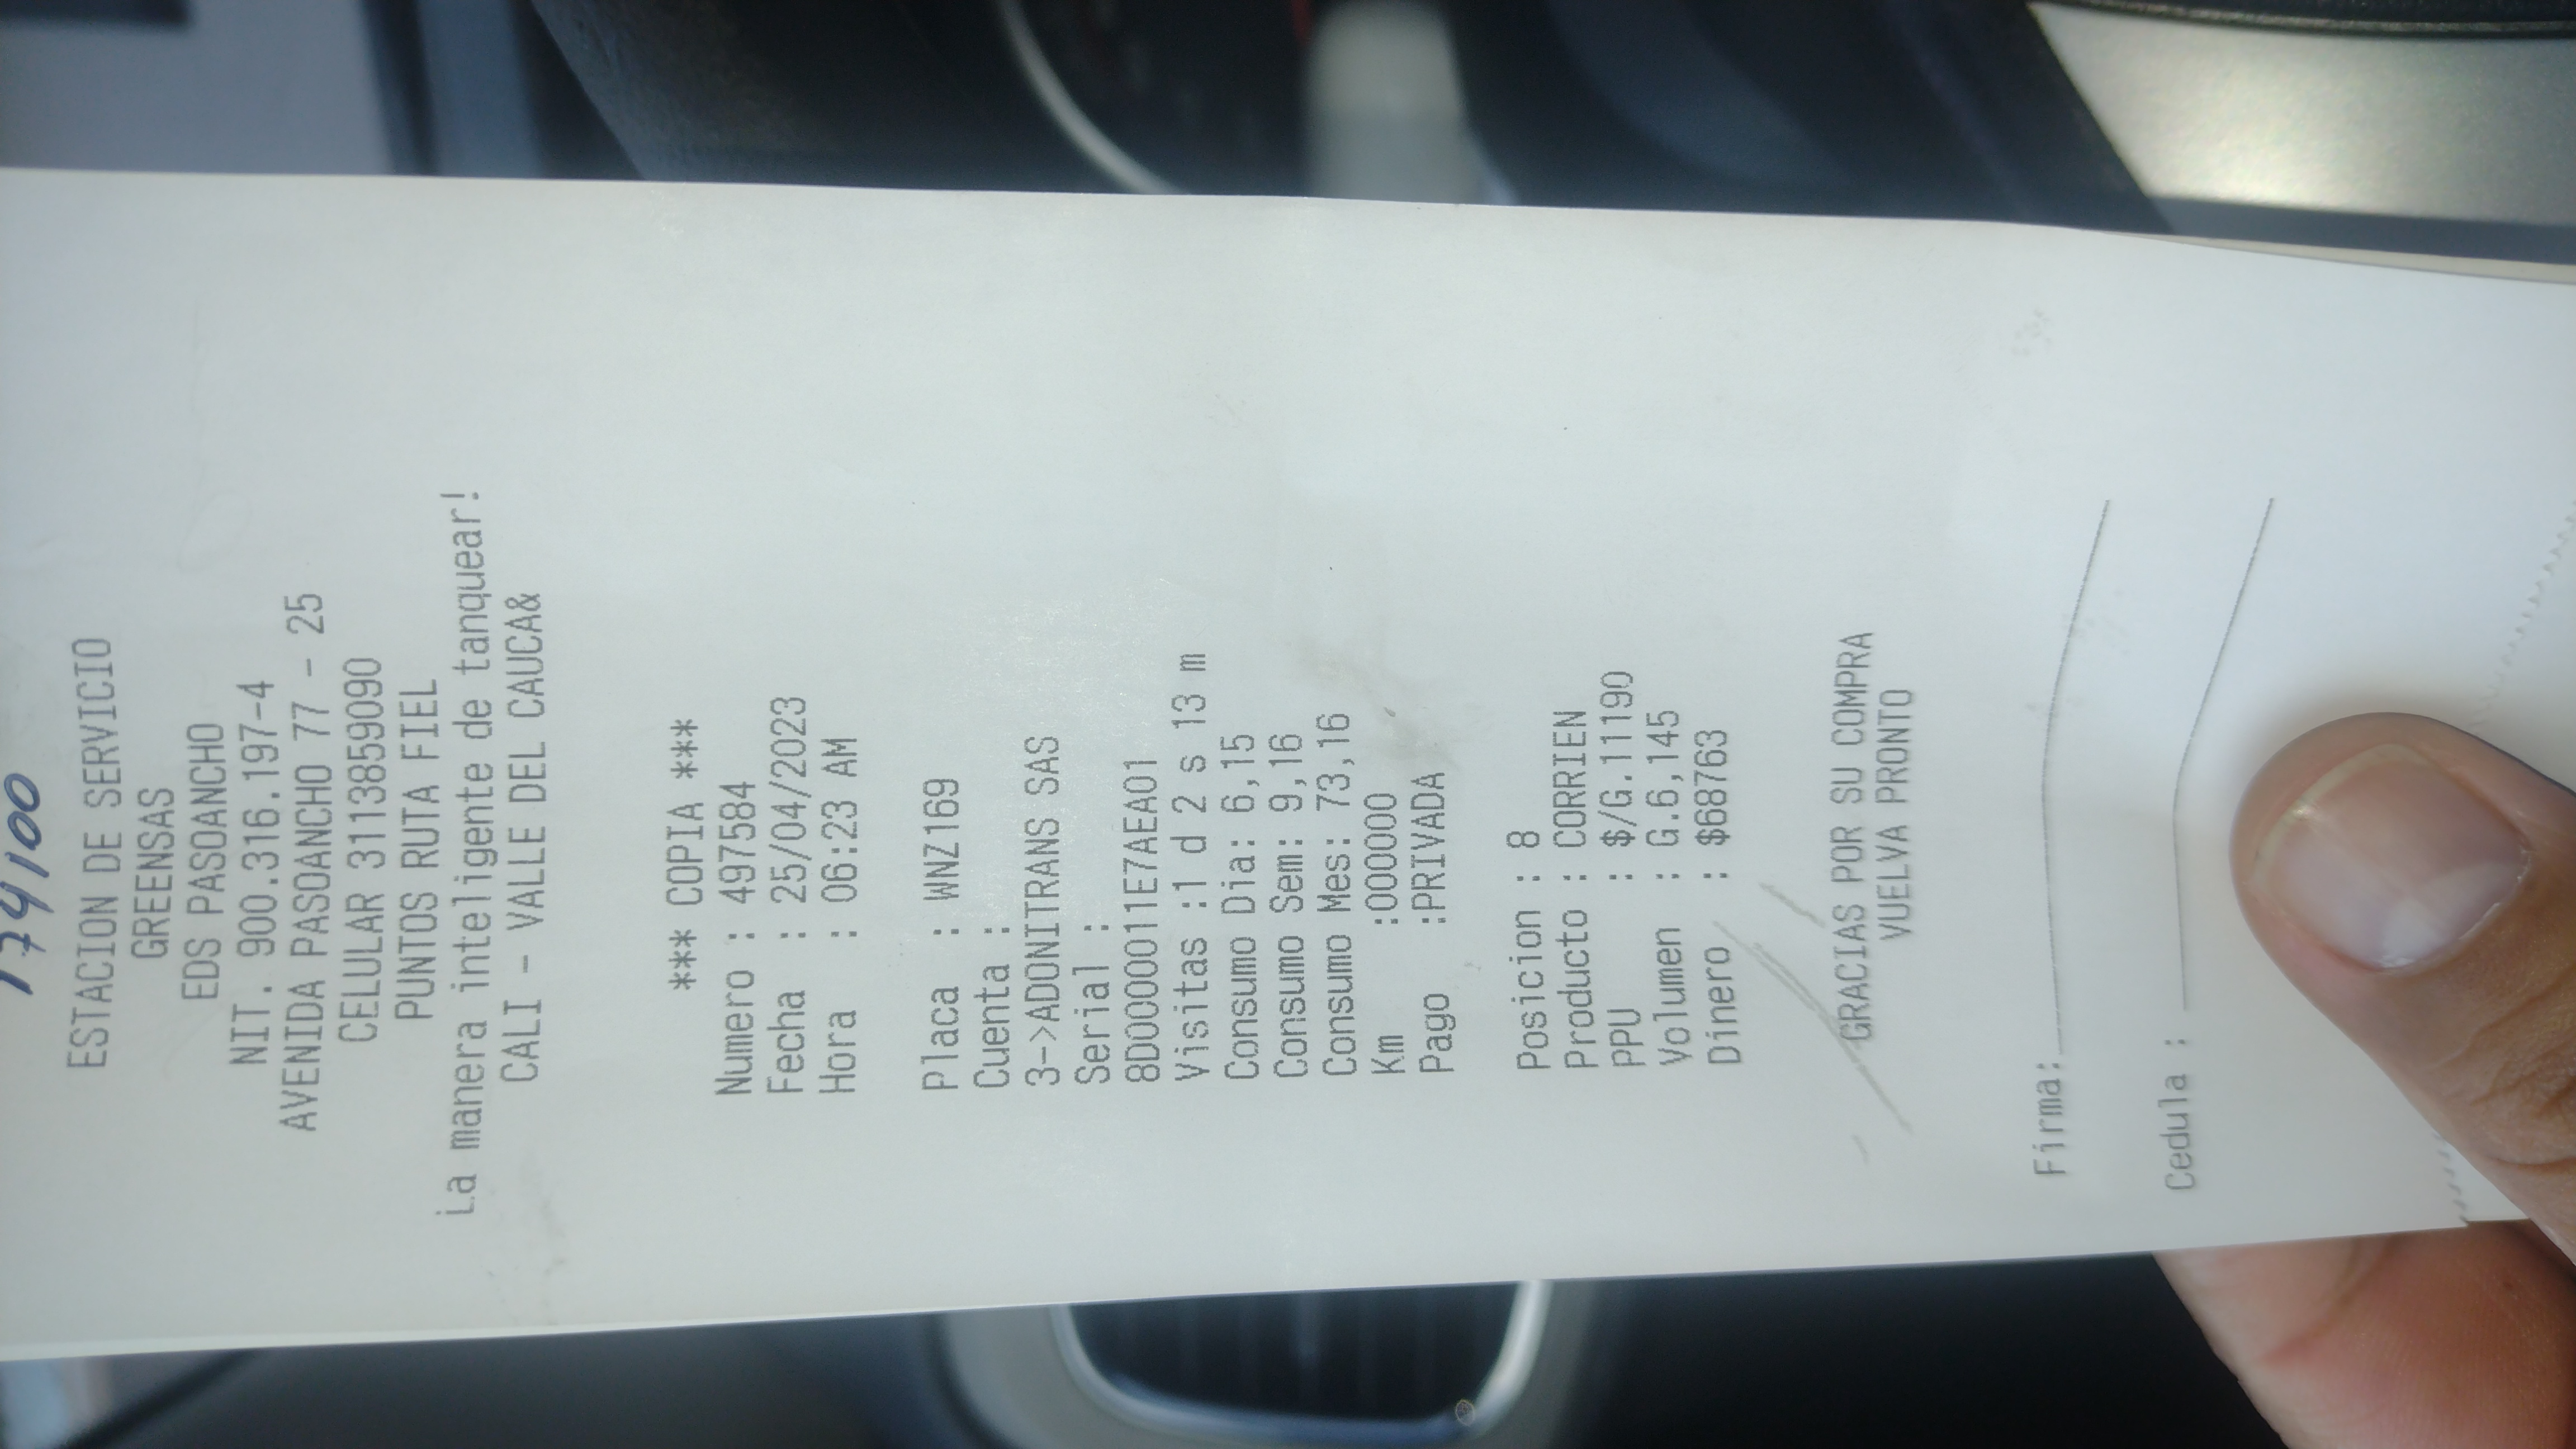 174100
ESTACION DE SERVICIO
GREENSAS
EDS PASOANCHO
NIT. 900.316.197-4
AVENIDA PASOANCHO 77 - 25
CELULAR 3113859090
PUNTOS RUTA FIEL
¡La manera inteligente de tanquear!
CALI - VALLE DEL CAUCA&
*** COPIA ***
Numero : 497584
Fecha : 25/04/2023
Hora : 06:23 AM
Placa : WNZ169
Cuenta :
3->ADONITRANS SAS
Serial :
8D000011E7AEA01
Visitas :1 d 2 s 13 m
Consumo Dia: 6,15
Consumo Sem: 9,16
Consumo Mes: 73,16
Km :000000
Pago :PRIVADA
Posicion : 8
Producto : CORRIEN
PPU : $/G.11190
Volumen : G.6,145
Dinero : $68763
GRACIAS POR SU COMPRA
VUELVA PRONTO
Firma:
Cedula :